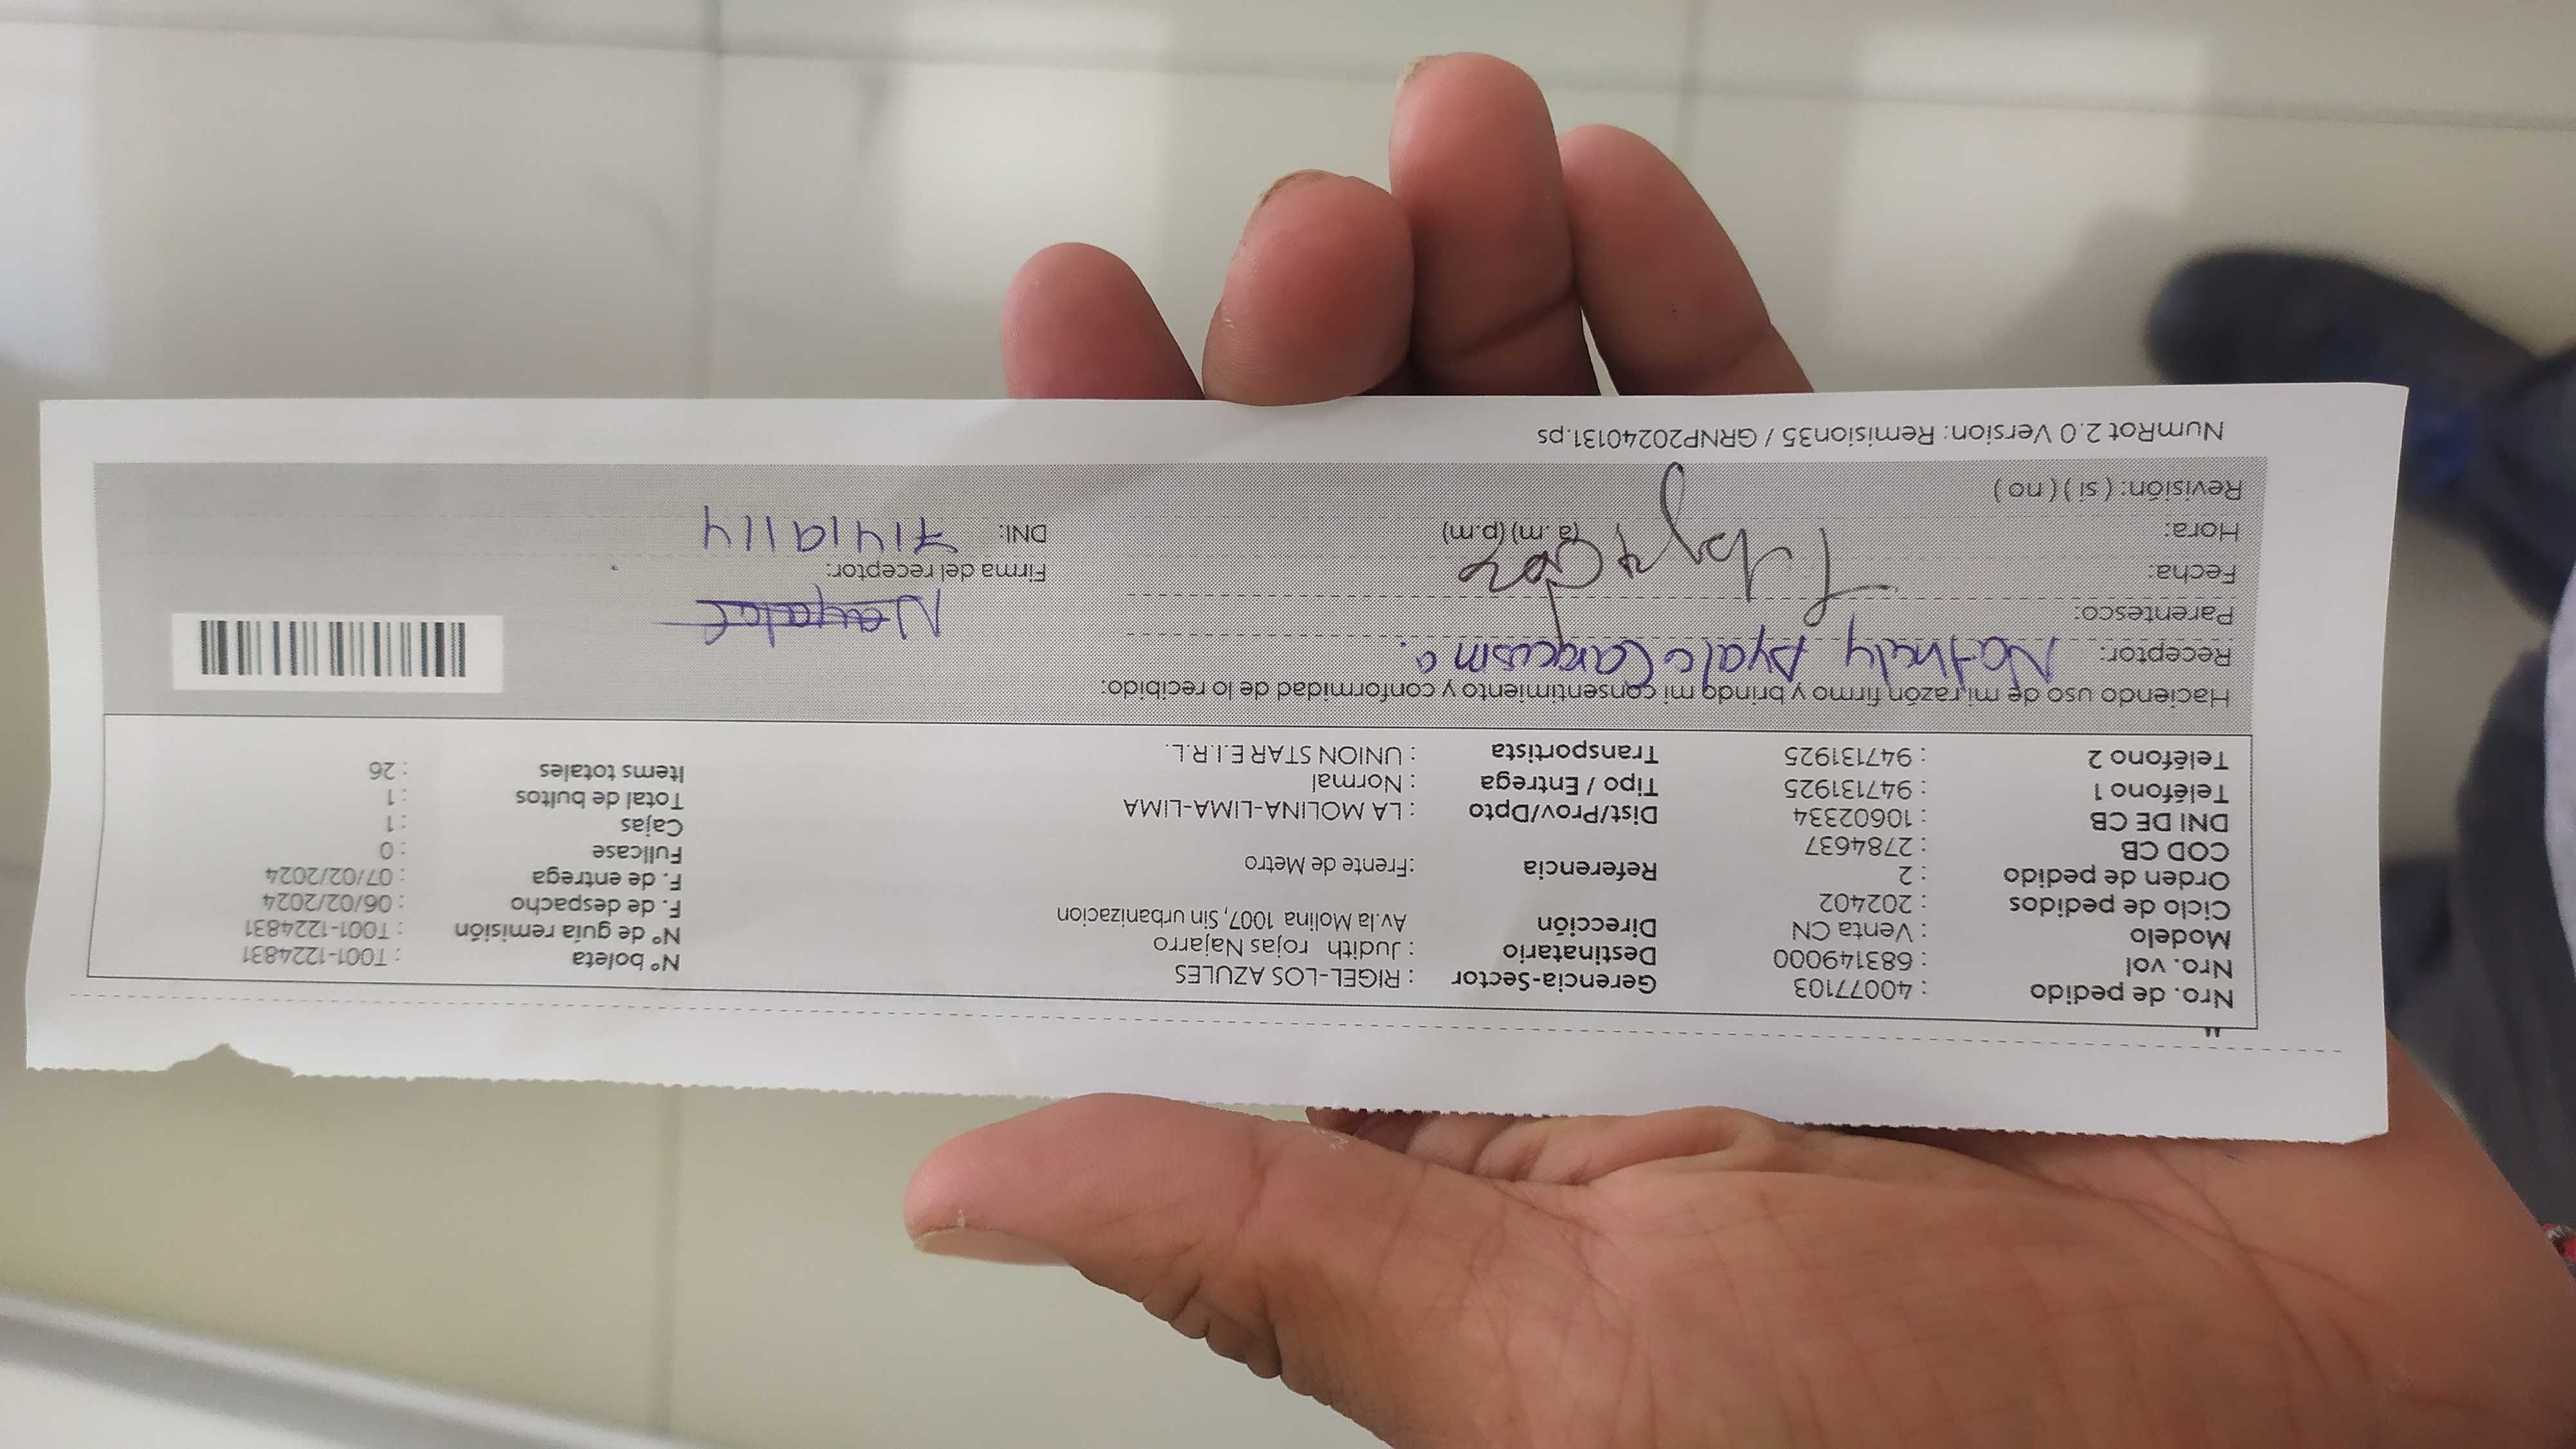 Nro. de pedido : 40077103 Gerencia-Sector : RIGEL-LOS AZULES Nº boleta : T001-1224831
Nro. vol : 683149000 Destinatario : Judith rojas Najarro Nº de guía remisión : T001-1224831
Modelo : Venta CN Dirección Av.la Molina 1007, Sin urbanizacion F. de despacho : 06/02/2024
Ciclo de pedidos : 202402 F. de entrega : 07/02/2024
Orden de pedido : 2 Referencia :Frente de Metro Fullcase : 0
COD CB : 2784637 Cajas : 1
DNI DE CB : 10602334 Dist/Prov/Dpto : LA MOLINA-LIMA-LIMA Total de bultos : 1
Teléfono 1 : 947131925 Tipo / Entrega : Normal Items totales : 26
Teléfono 2 : 947131925 Transportista : UNION STAR E.I.R.L.
Haciendo uso de mi razón firmo y brindo mi consentimiento y conformidad de lo recibido:
Receptor: Nathaly Ayala
Parentesco:
Fecha: Firma del receptor:
Hora: (a.m) (p.m) DNI: 71419114
Revisión: ( si ) ( no )
NumRot 2.0 Version: Remision35 / GRNP20240131.ps